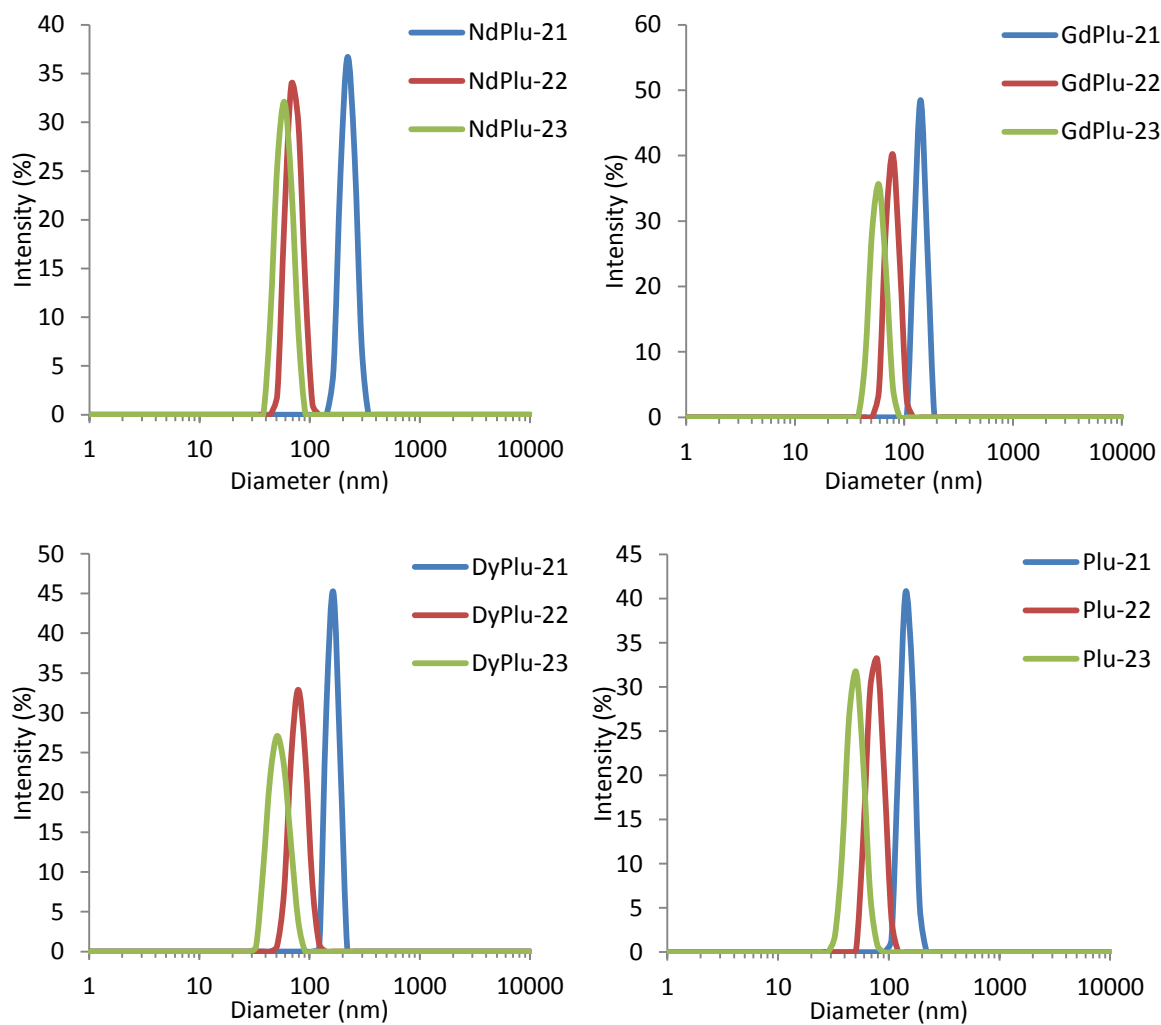 40
35
30
25
20
15
10
5
0
Intensity (%)
1 10 100 1000 10000
Diameter (nm)
NdPlu-21
NdPlu-22
NdPlu-23
60
50
40
30
20
10
0
Intensity (%)
1 10 100 1000 10000
Diameter (nm)
GdPlu-21
GdPlu-22
GdPlu-23
50
45
40
35
30
25
20
15
10
5
0
Intensity (%)
1 10 100 1000 10000
Diameter (nm)
DyPlu-21
DyPlu-22
DyPlu-23
45
40
35
30
25
20
15
10
5
0
Intensity (%)
1 10 100 1000 10000
Diameter (nm)
Plu-21
Plu-22
Plu-23